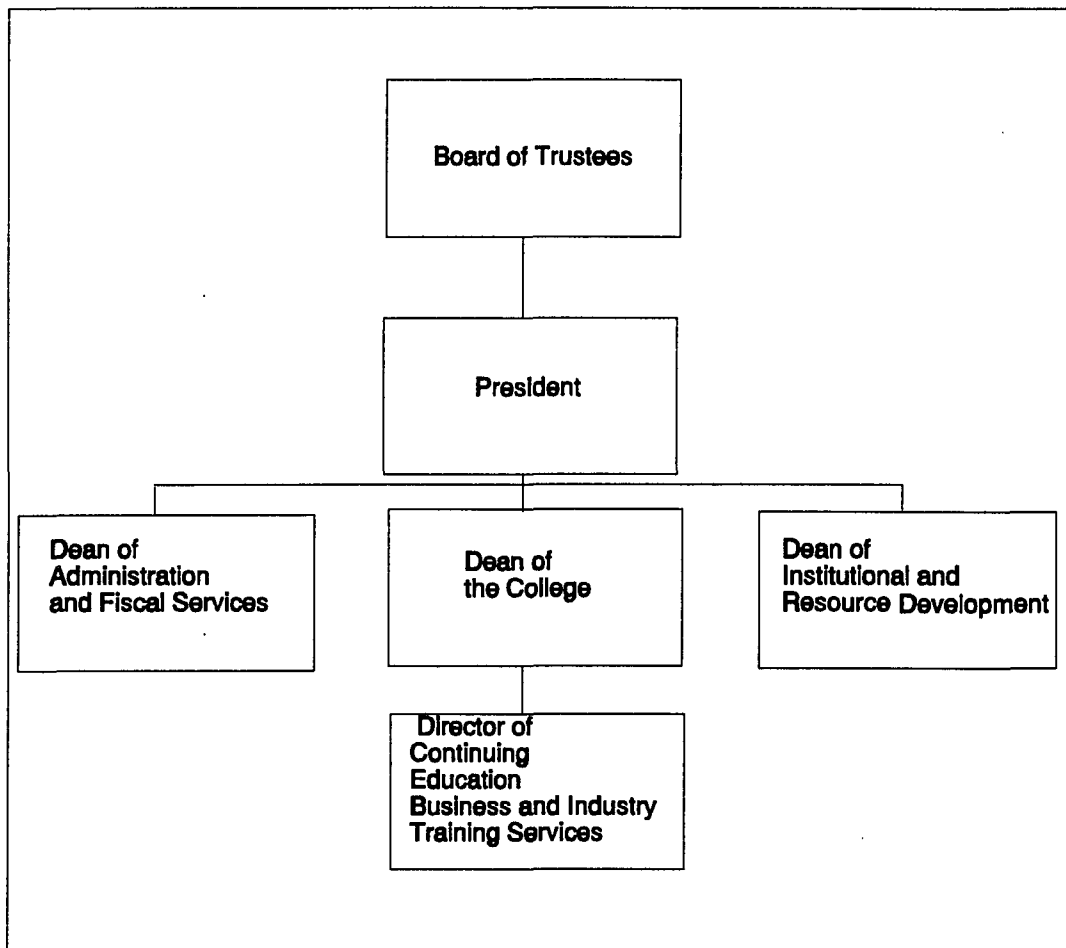 Board of Trustees
President
Dean of
Administration
and Fiscal Services
Dean of
the College
Dean of
Institutional and
Resource Development
Director of
Continuing
Education
Business and Industry
Training Services